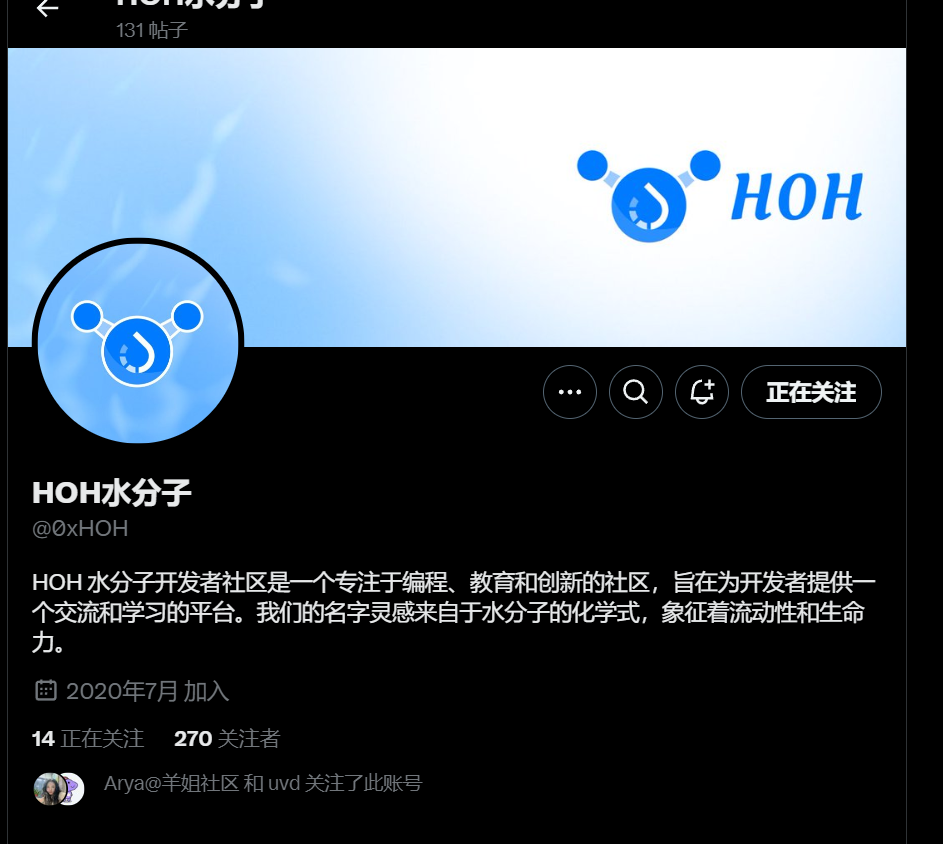 HOH水分子
131 帖子
HOH
正在关注
HOH水分子
@0xHOH
HOH 水分子开发者社区是一个专注于编程、教育和创新的社区，旨在为开发者提供一
个交流和学习的平台。我们的名字灵感来自于水分子的化学式，象征着流动性和生命
力。
2020年7月 加入
14 正在关注 270 关注者
Arya@羊姐社区 和 uvd 关注了此账号